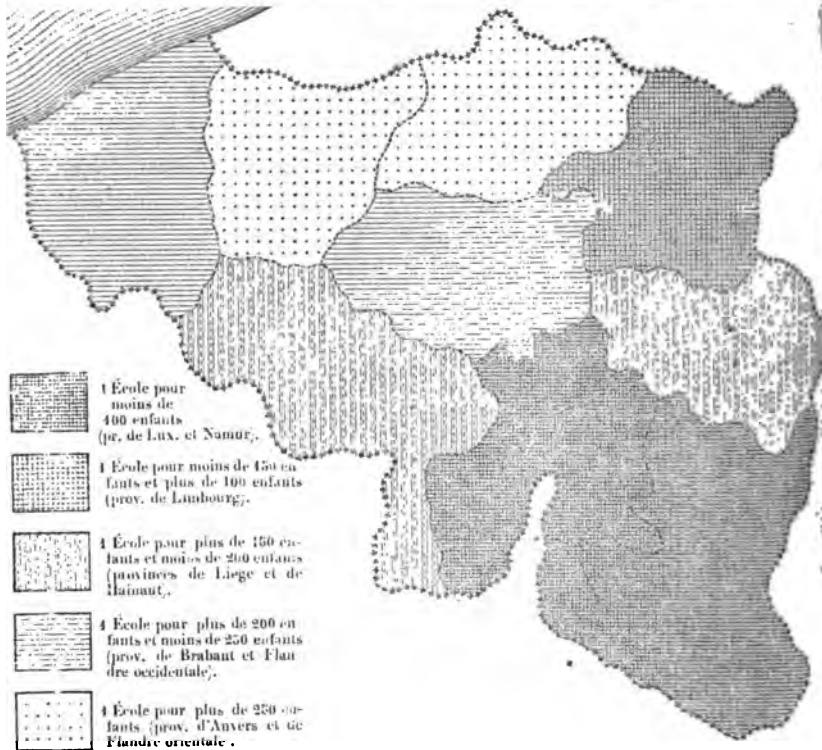 1 École pour
moins de
100 enfants
(pr. de Lux. et Namur).
1 École pour moins de 150 en
fants et plus de 100 enfants
(prov. de Limbourg).
1 École pour plus de 150 en-
fants et moins de 200 enfants
(provinces de Liege et de
Hainaut).
1 École pour plus de 200 en
fants et moins de 250 enfants
(prov. de Brabant et Flan
dre occidentale).
1 École pour plus de 250 en-
fants (prov. d'Anvers et de
Flandre orientale.